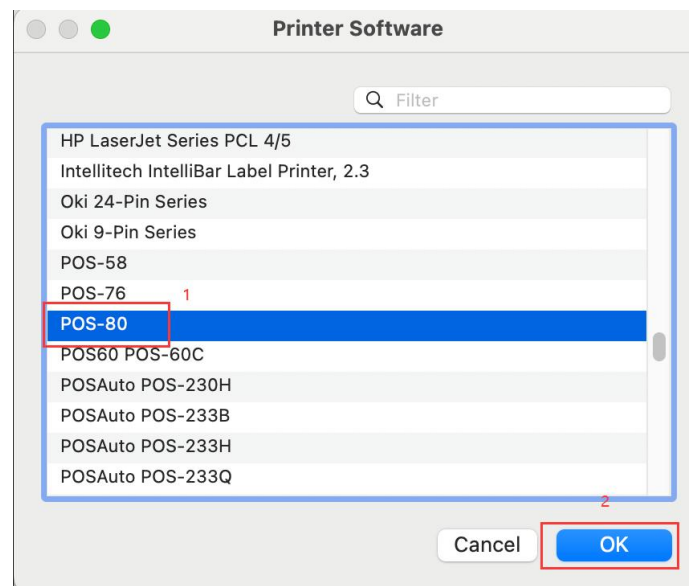 Printer Software
Filter
HP LaserJet Series PCL 4/5
Intellitech IntelliBar Label Printer, 2.3
Oki 24-Pin Series
Oki 9-Pin Series
POS-58
POS-76
1
POS-80
POS60 POS-60C
POSAuto POS-230H
POSAuto POS-233B
POSAuto POS-233H
POSAuto POS-233Q
2
Cancel
OK